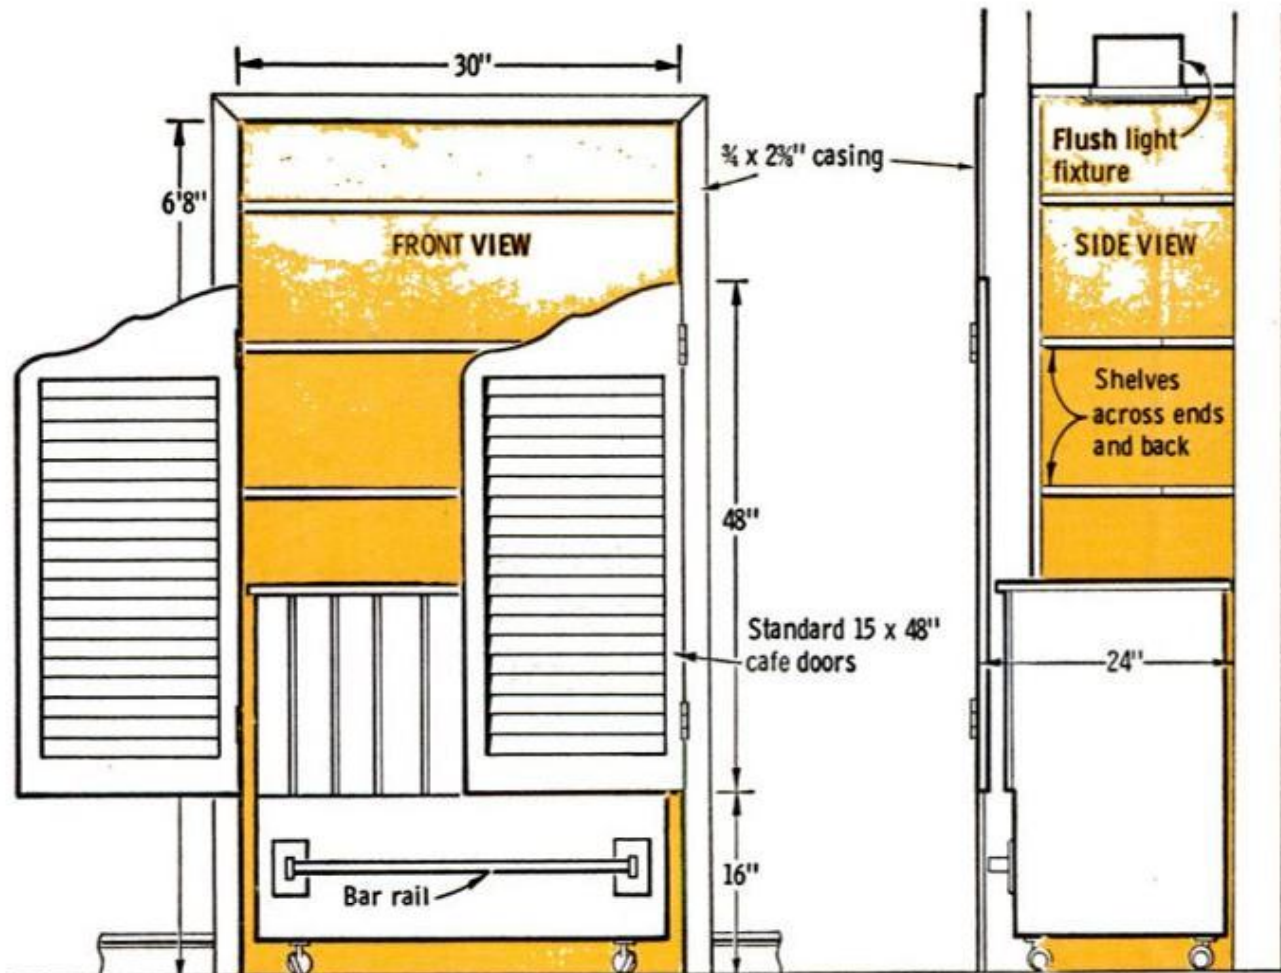 30"
¾ x 2⅝" casing
Flush light
fixture
6'8"
FRONT VIEW
SIDE VIEW
Shelves
across ends
and back
48"
Standard 15 x 48"
cafe doors
24"
16"
Bar rail